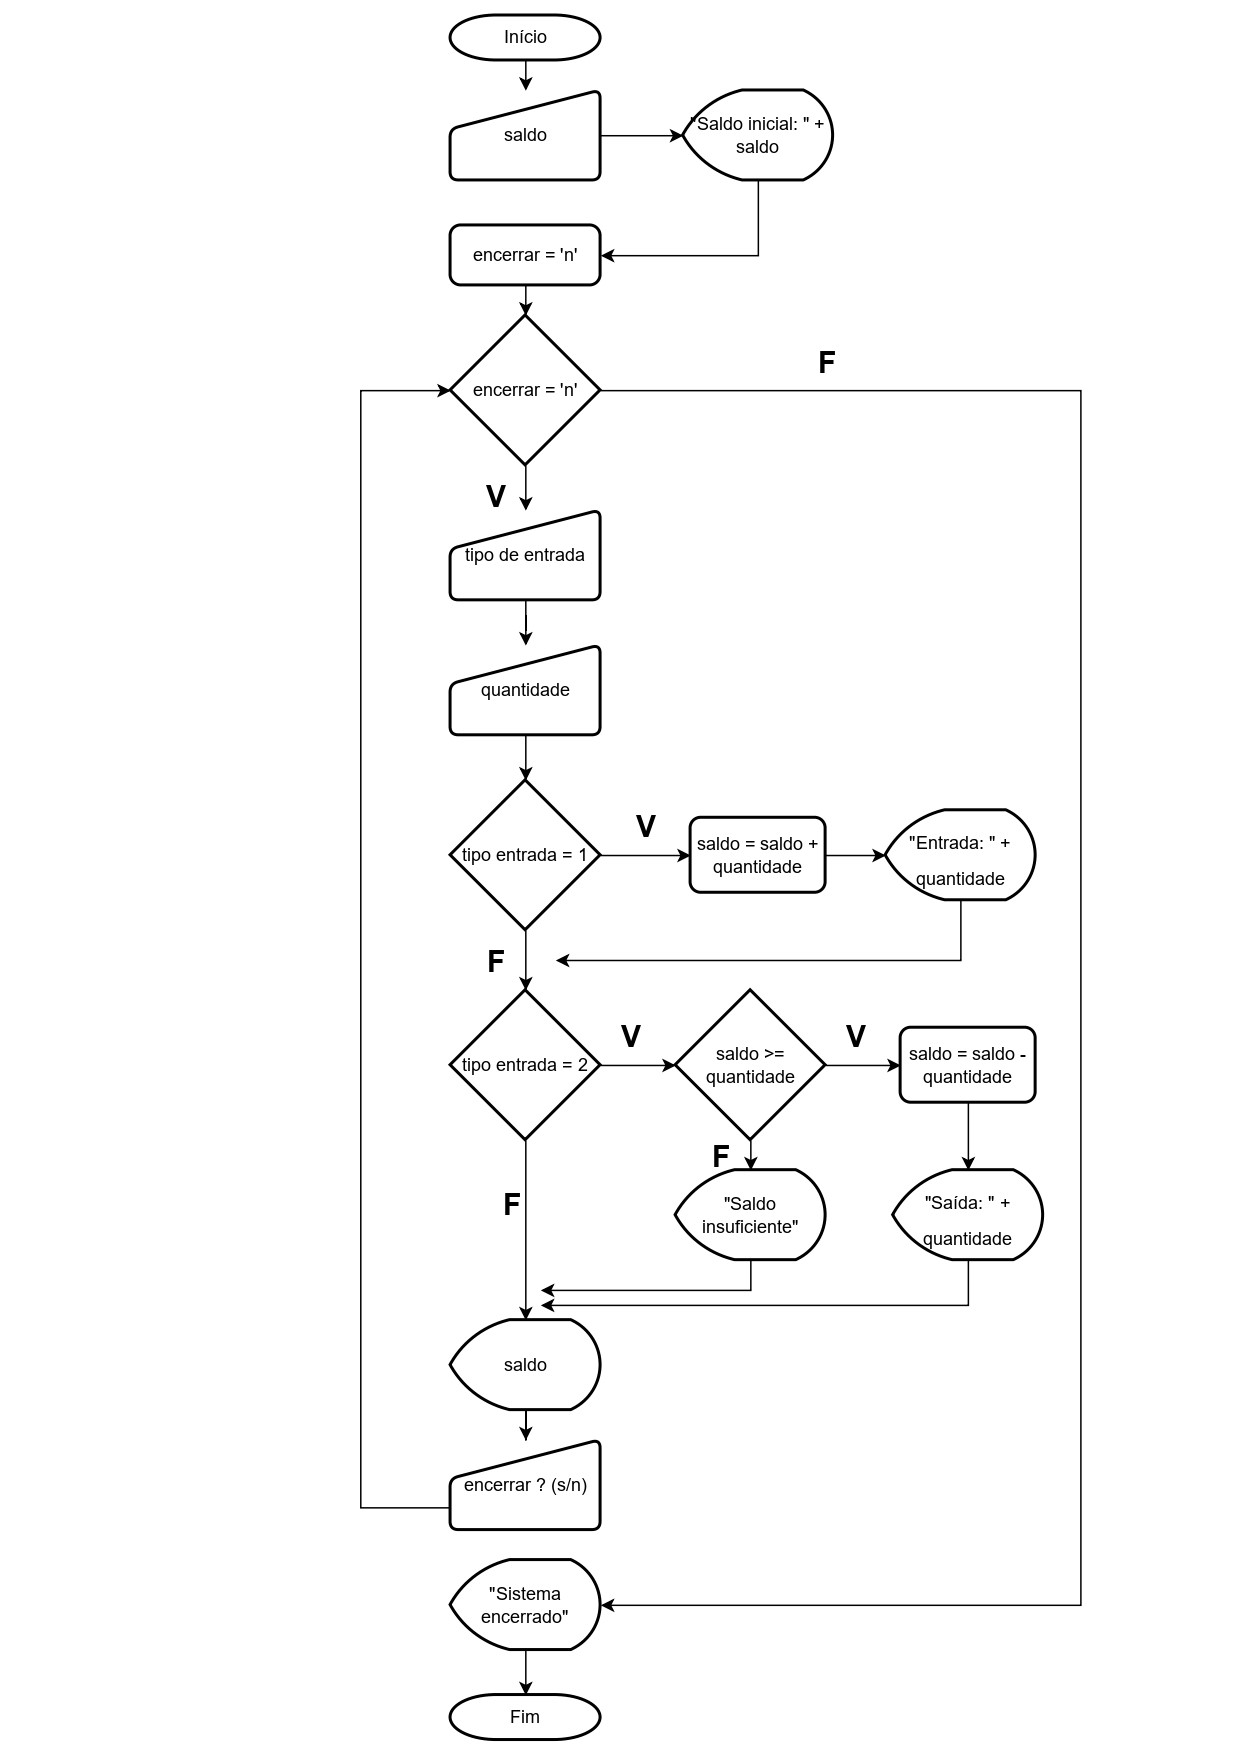 Início
saldo
"Saldo inicial: " +
saldo
encerrar = 'n'
encerrar = 'n'
F
V
tipo de entrada
quantidade
tipo entrada = 1
V
saldo = saldo +
quantidade
"Entrada: " +
quantidade
F
tipo entrada = 2
V
saldo >=
quantidade
V
saldo = saldo -
quantidade
F
F
"Saldo
insuficiente"
"Saída: " +
quantidade
saldo
encerrar ? (s/n)
"Sistema
encerrado"
Fim